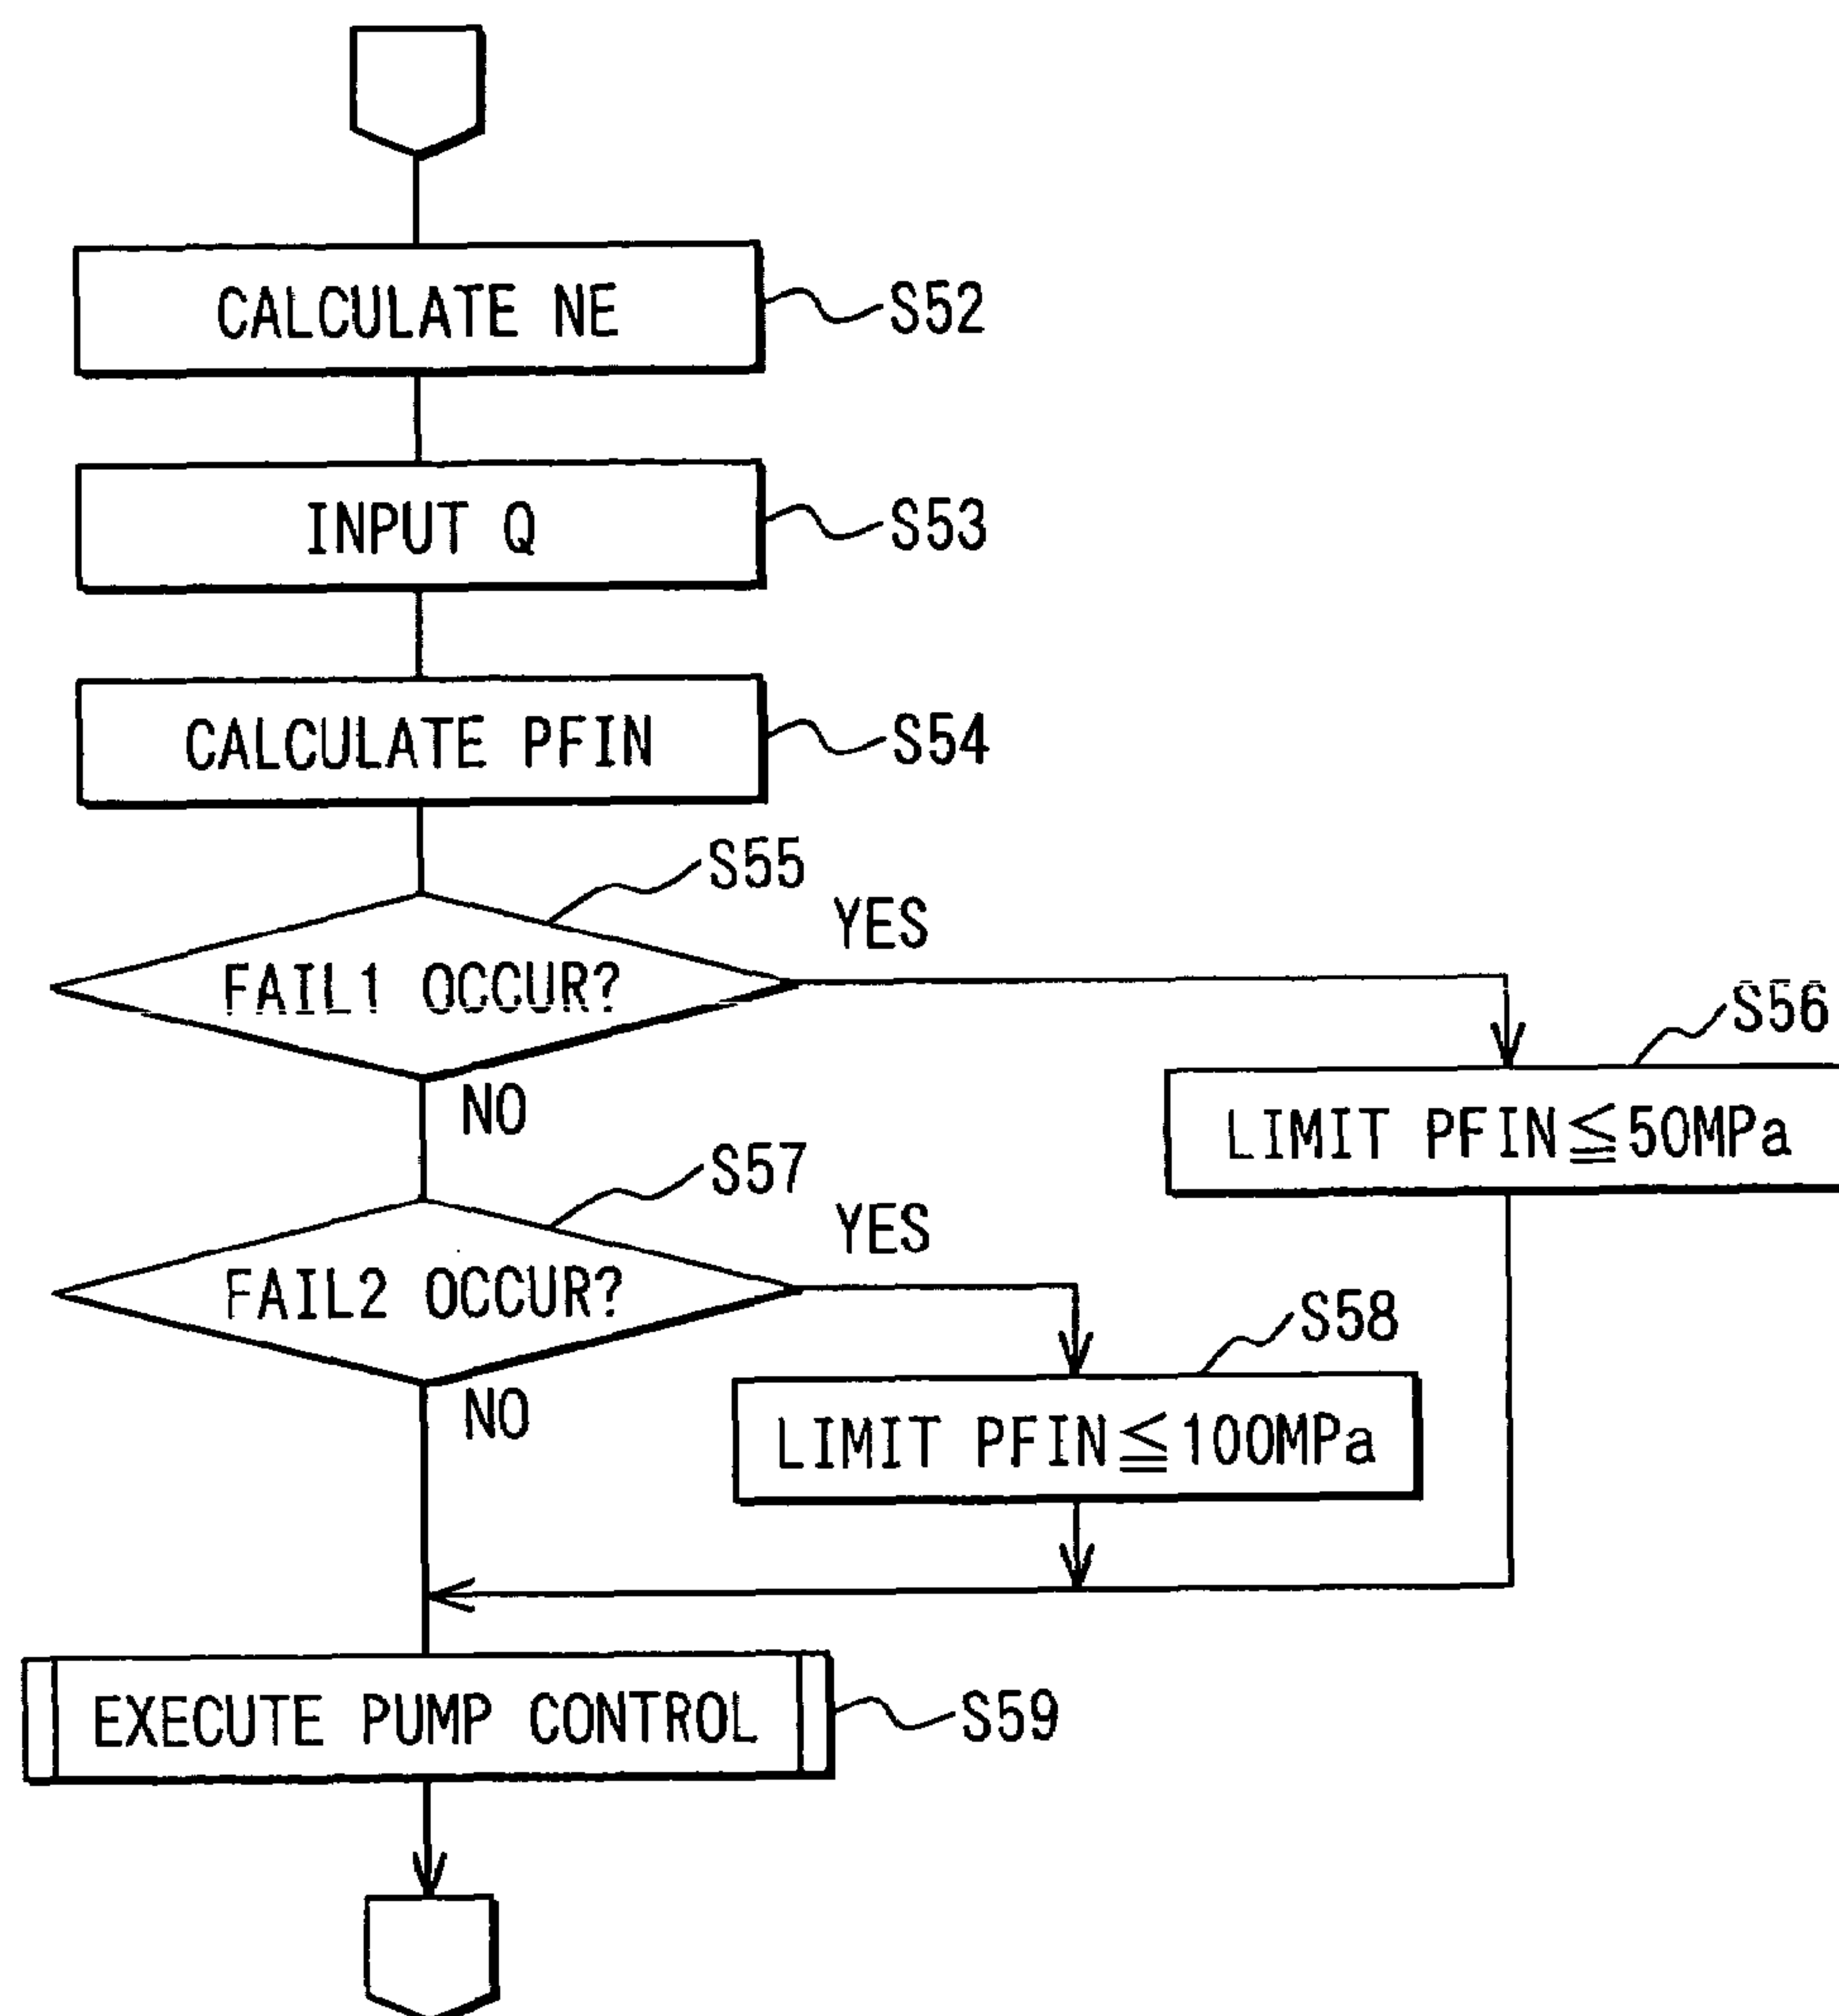 CALCULATE NE
S52
INPUT Q
S53
CALCULATE PFIN
S54
S55
FAIL1 OCCUR?
YES
NO
S56
LIMIT PFIN≦50MPa
S57
FAIL2 OCCUR?
YES
NO
S58
LIMIT PFIN≦100MPa
EXECUTE PUMP CONTROL
S59